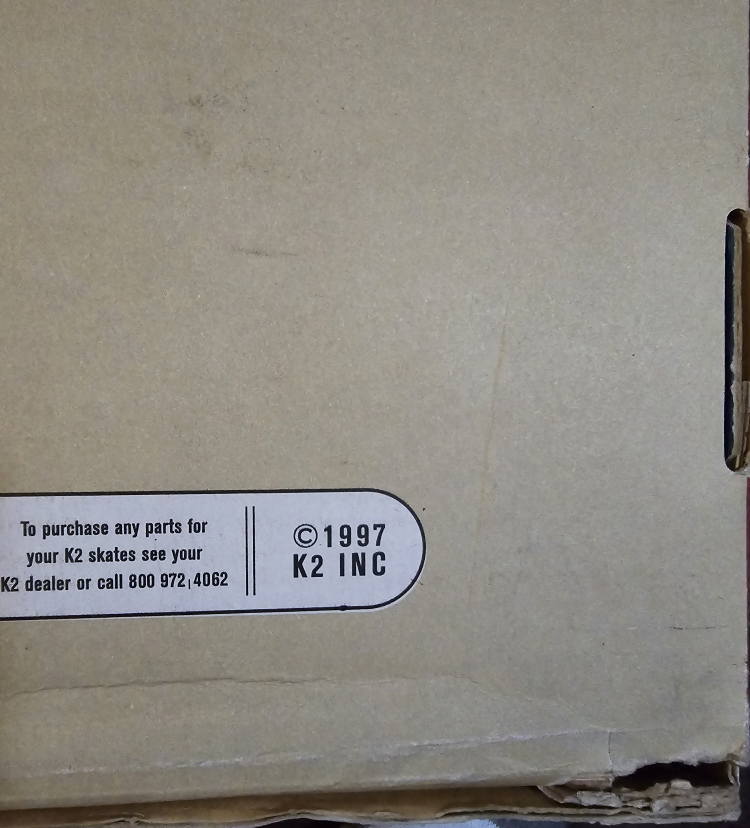 To purchase any parts for
your K2 skates see your
K2 dealer or call 800 972 4062
©1997
K2 INC